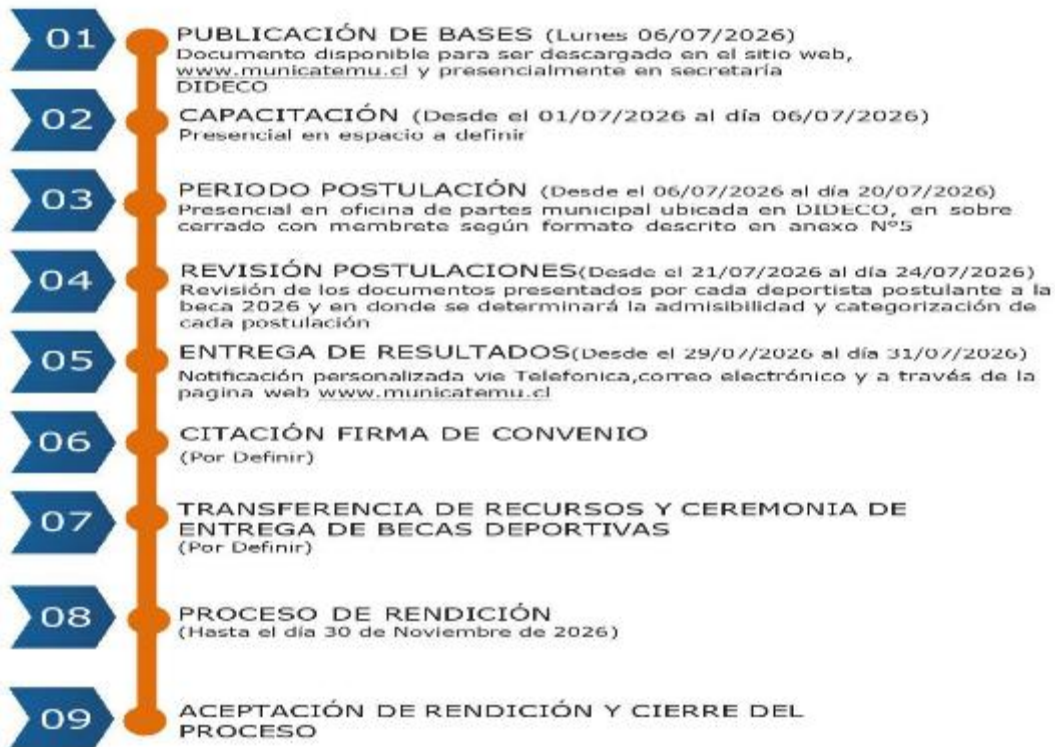 01
PUBLICACIÓN DE BASES (Lunes 06/07/2026)
Documento disponible para ser descargado en el sitio web,
www.municatemu.cl y presencialmente en secretaría
DIDECO
02
CAPACITACIÓN (Desde el 01/07/2026 al día 06/07/2026)
Presencial en espacio a definir
03
PERIODO POSTULACIÓN (Desde el 06/07/2026 al día 20/07/2026)
Presencial en oficina de partes municipal ubicada en DIDECO, en sobre
cerrado con membrete según formato descrito en anexo N°5
04
REVISIÓN POSTULACIONES(Desde el 21/07/2026 al día 24/07/2026)
Revisión de los documentos presentados por cada deportista postulante a la
beca 2026 y en donde se determinará la admisibilidad y categorización de
cada postulación
05
ENTREGA DE RESULTADOS(Desde el 29/07/2026 al día 31/07/2026)
Notificación personalizada vie Telefonica,correo electrónico y a través de la
pagina web www.municatemu.cl
06
CITACIÓN FIRMA DE CONVENIO
(Por Definir)
07
TRANSFERENCIA DE RECURSOS Y CEREMONIA DE
ENTREGA DE BECAS DEPORTIVAS
(Por Definir)
08
PROCESO DE RENDICIÓN
(Hasta el día 30 de Noviembre de 2026)
09
ACEPTACIÓN DE RENDICIÓN Y CIERRE DEL
PROCESO